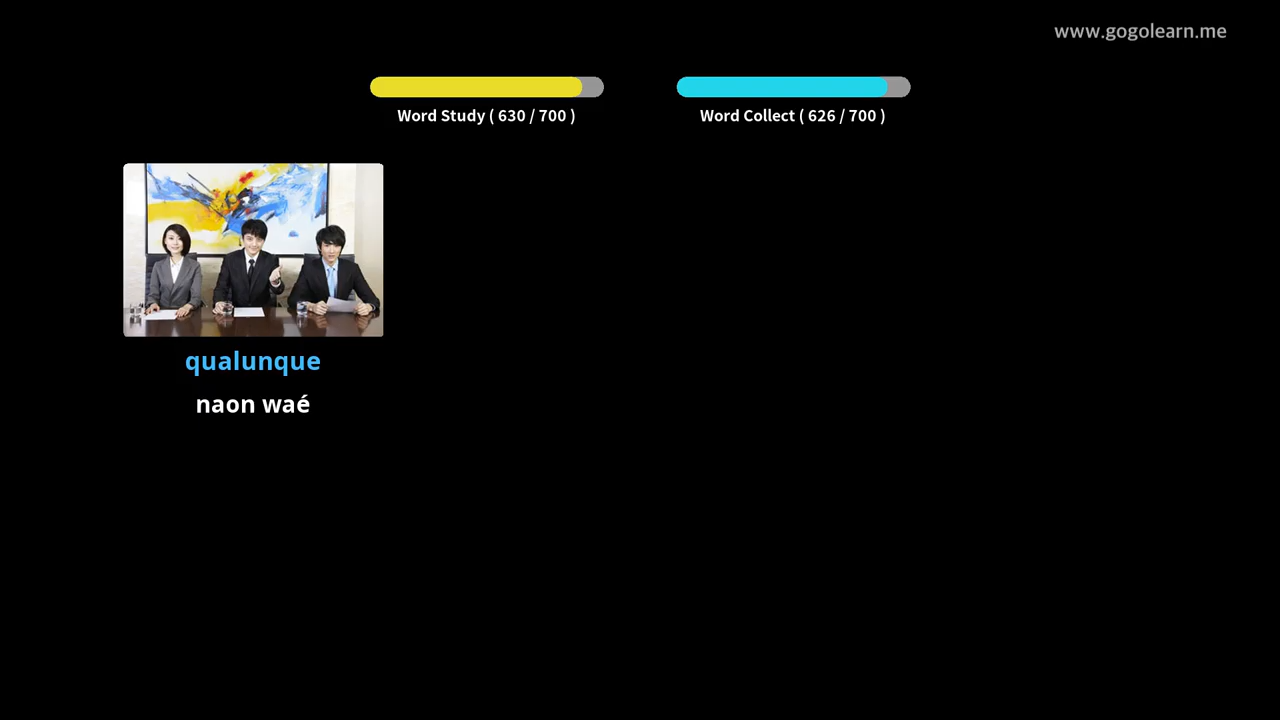 www.gogolearn.me
Word Study ( 630 / 700 )
Word Collect ( 626 / 700 )
qualunque
naon waé